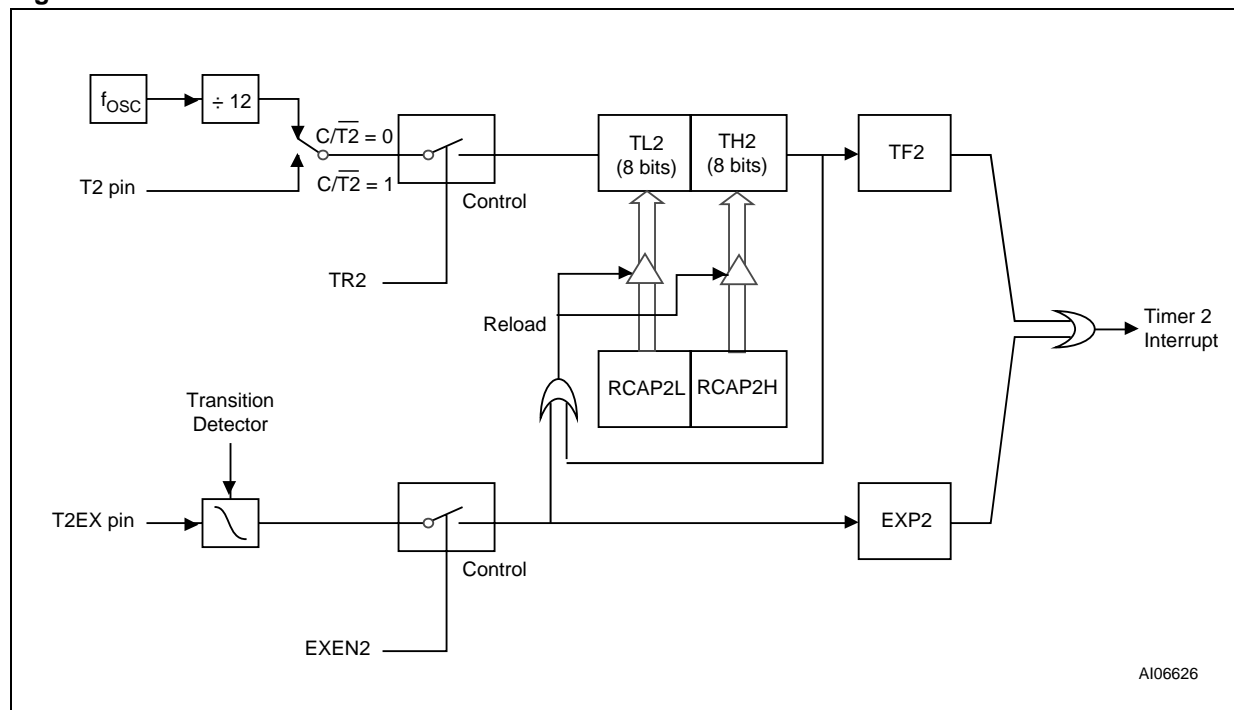 fOSC
÷ 12
C/T2 = 0
C/T2 = 1
T2 pin
Control
TR2
TL2
(8 bits)
TH2
(8 bits)
TF2
Reload
RCAP2L
RCAP2H
Timer 2
Interrupt
Transition
Detector
T2EX pin
Control
EXEN2
EXP2
AI06626